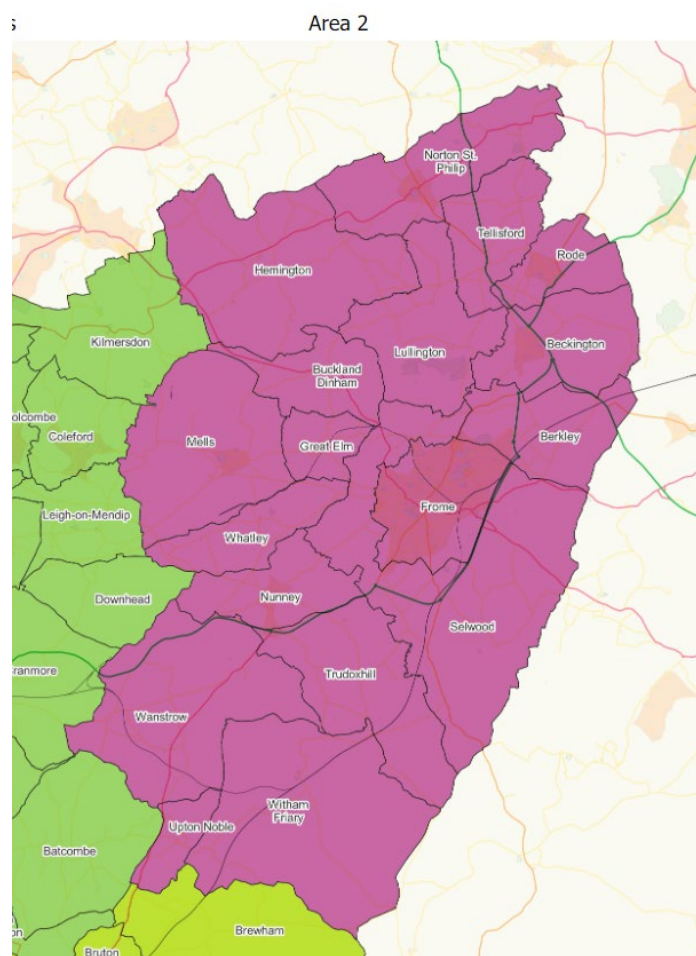 Area 2
Norton St.
Philip
Tellisford
Rode
Hemington
Kilmersdon
Lullington
Beckington
Buckland
Dinham
Coleford
Mells
Great Elm
Berkley
Frome
Leigh-on-Mendip
Whatley
Downhead
Nunney
Selwood
Trudoxhill
Wanstrow
Witham
Friary
Upton Noble
Batcombe
Brewham
Bruton